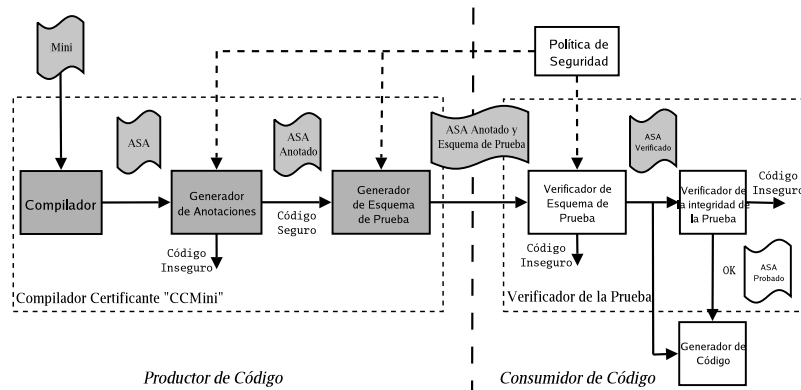 Mini
Política de
Seguridad
ASA
ASA
Anotado
ASA Anotado y
Esquema de Prueba
ASA
Verificado
Compilador
Generador
de Anotaciones
Código
Seguro
Generador
de Esquema
de Prueba
Verificador de
Esquema de
Prueba
Verificador de
la integridad de
la Prueba
Código
Inseguro
Código
Inseguro
Código
Inseguro
OK
ASA
Probado
Compilador Certificante "CCMini"
Verificador de la Prueba
Generador de
Código
Productor de Código
Consumidor de Código